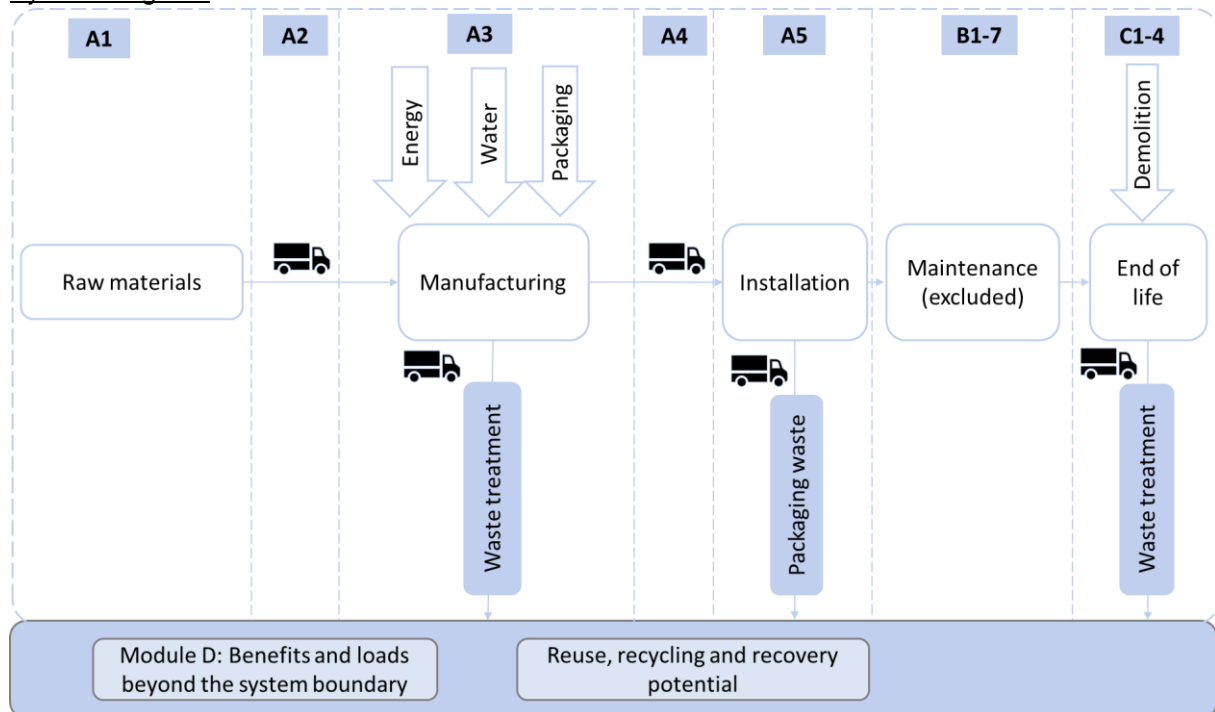 A1
A2
A3
A4
A5
B1-7
C1-4
Energy
Water
Packaging
Demolition
Raw materials
Manufacturing
Installation
Maintenance
(excluded)
End of
life
Waste treatment
Packaging waste
Waste treatment
Module D: Benefits and loads
beyond the system boundary
Reuse, recycling and recovery
potential